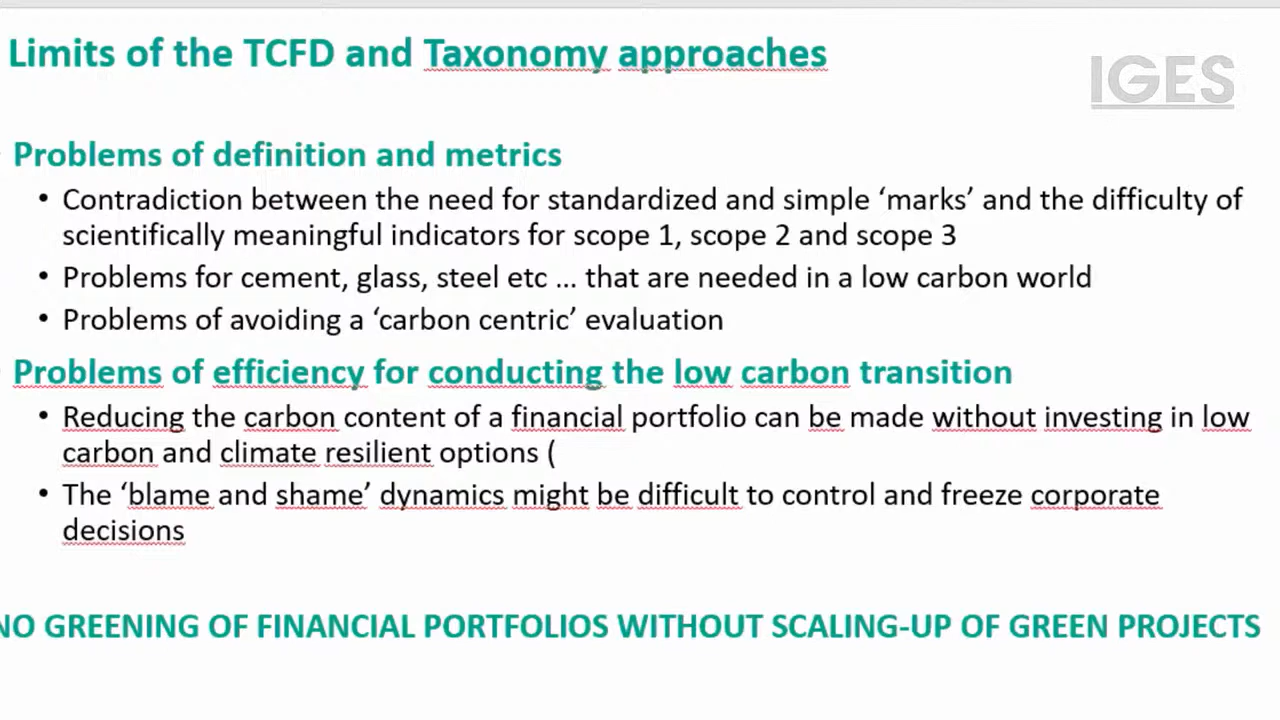 Limits of the TCFD and Taxonomy approaches
IGES
Problems of definition and metrics
• Contradiction between the need for standardized and simple ‘marks’ and the difficulty of
scientifically meaningful indicators for scope 1, scope 2 and scope 3
• Problems for cement, glass, steel etc ... that are needed in a low carbon world
• Problems of avoiding a ‘carbon centric’ evaluation
Problems of efficiency for conducting the low carbon transition
• Reducing the carbon content of a financial portfolio can be made without investing in low
carbon and climate resilient options (
• The ‘blame and shame’ dynamics might be difficult to control and freeze corporate
decisions
NO GREENING OF FINANCIAL PORTFOLIOS WITHOUT SCALING-UP OF GREEN PROJECTS